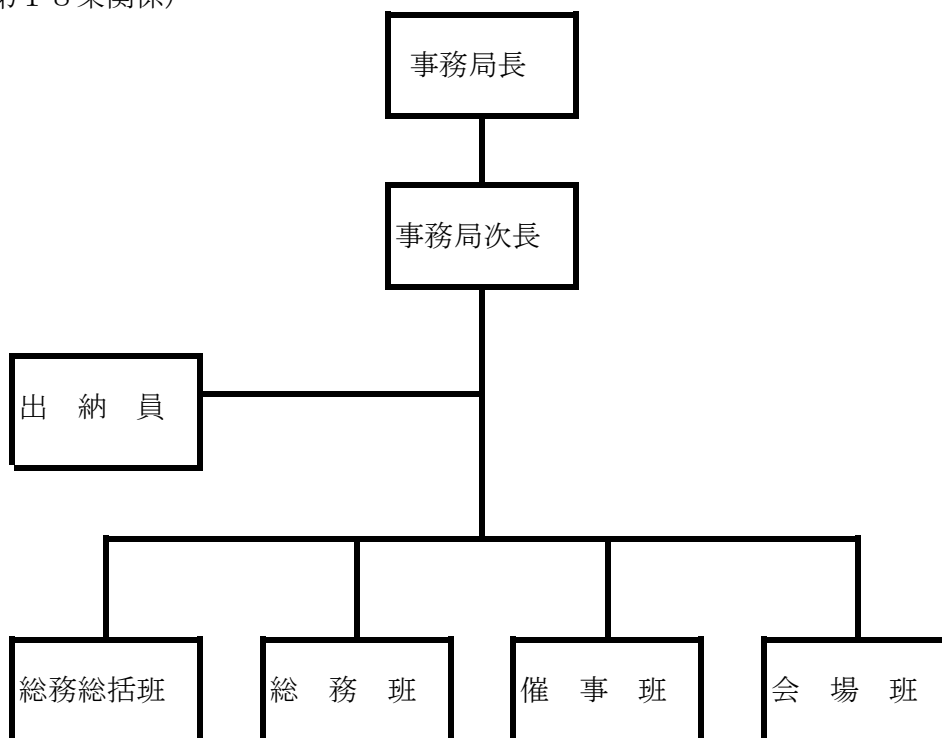 事務局長
事務局次長
出　納　員
総務総括班
総　務　班
催　事　班
会　場　班